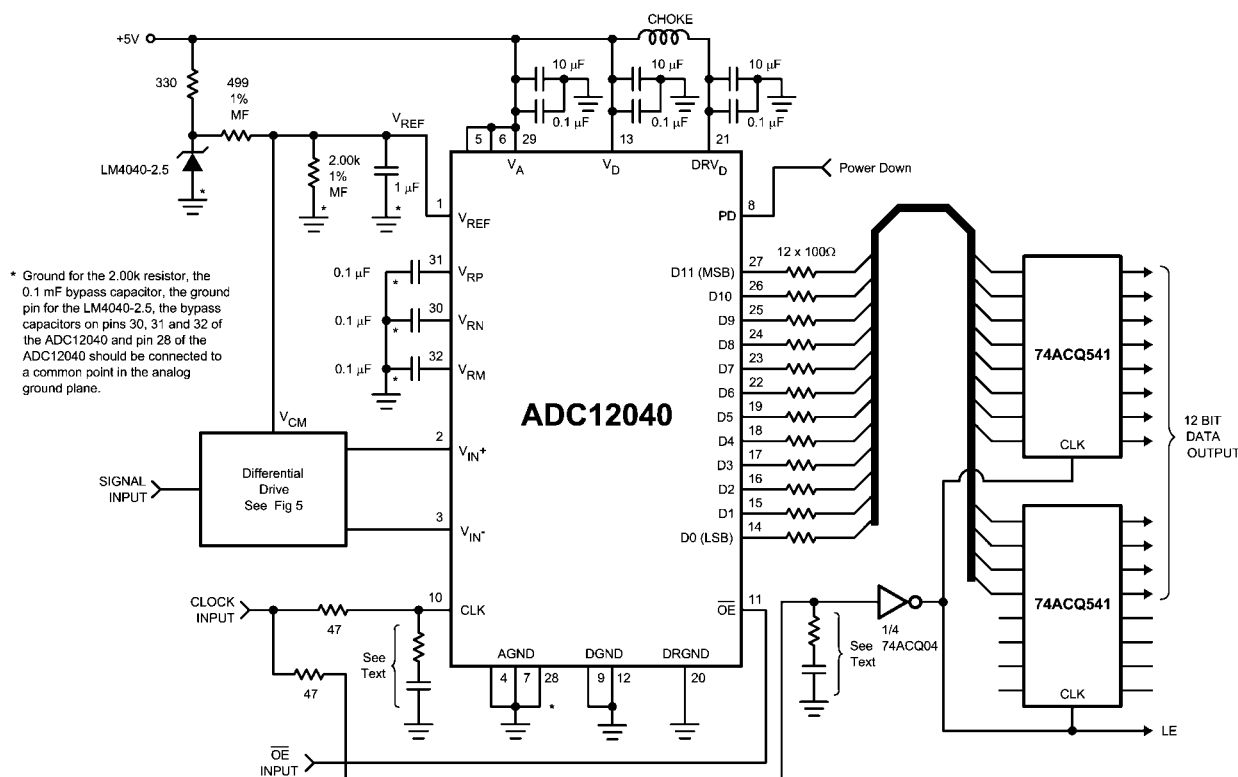 CHOKE
+5V
330
499
1%
MF
10 µF
10 µF
10 µF
0.1 µF
0.1 µF
0.1 µF
VREF
5
6
29
13
21
VA
VD
DRVD
LM4040-2.5
*
2.00k
1%
MF
*
1 µF
*
1
VREF
8
PD
Power Down
* Ground for the 2.00k resistor, the
0.1 mF bypass capacitor, the ground
pin for the LM4040-2.5, the bypass
capacitors on pins 30, 31 and 32 of
the ADC12040 and pin 28 of the
ADC12040 should be connected to
a common point in the analog
ground plane.
0.1 µF
*
31
VRP
0.1 µF
*
30
VRN
0.1 µF
*
32
VRM
ADC12040
12 x 100Ω
D11 (MSB)
27
D10
26
D9
25
D8
24
D7
23
D6
22
D5
19
D4
18
D3
17
D2
16
D1
15
D0 (LSB)
14
74ACQ541
CLK
12 BIT
DATA
OUTPUT
74ACQ541
CLK
VCM
SIGNAL
INPUT
Differential
Drive
See Fig 5
2
VIN+
3
VIN-
CLOCK
INPUT
47
10
CLK
47
See
Text
OE
11
AGND
DGND
DRGND
4
7
28
9
12
20
*
See
Text
1/4
74ACQ04
LE
OE
INPUT